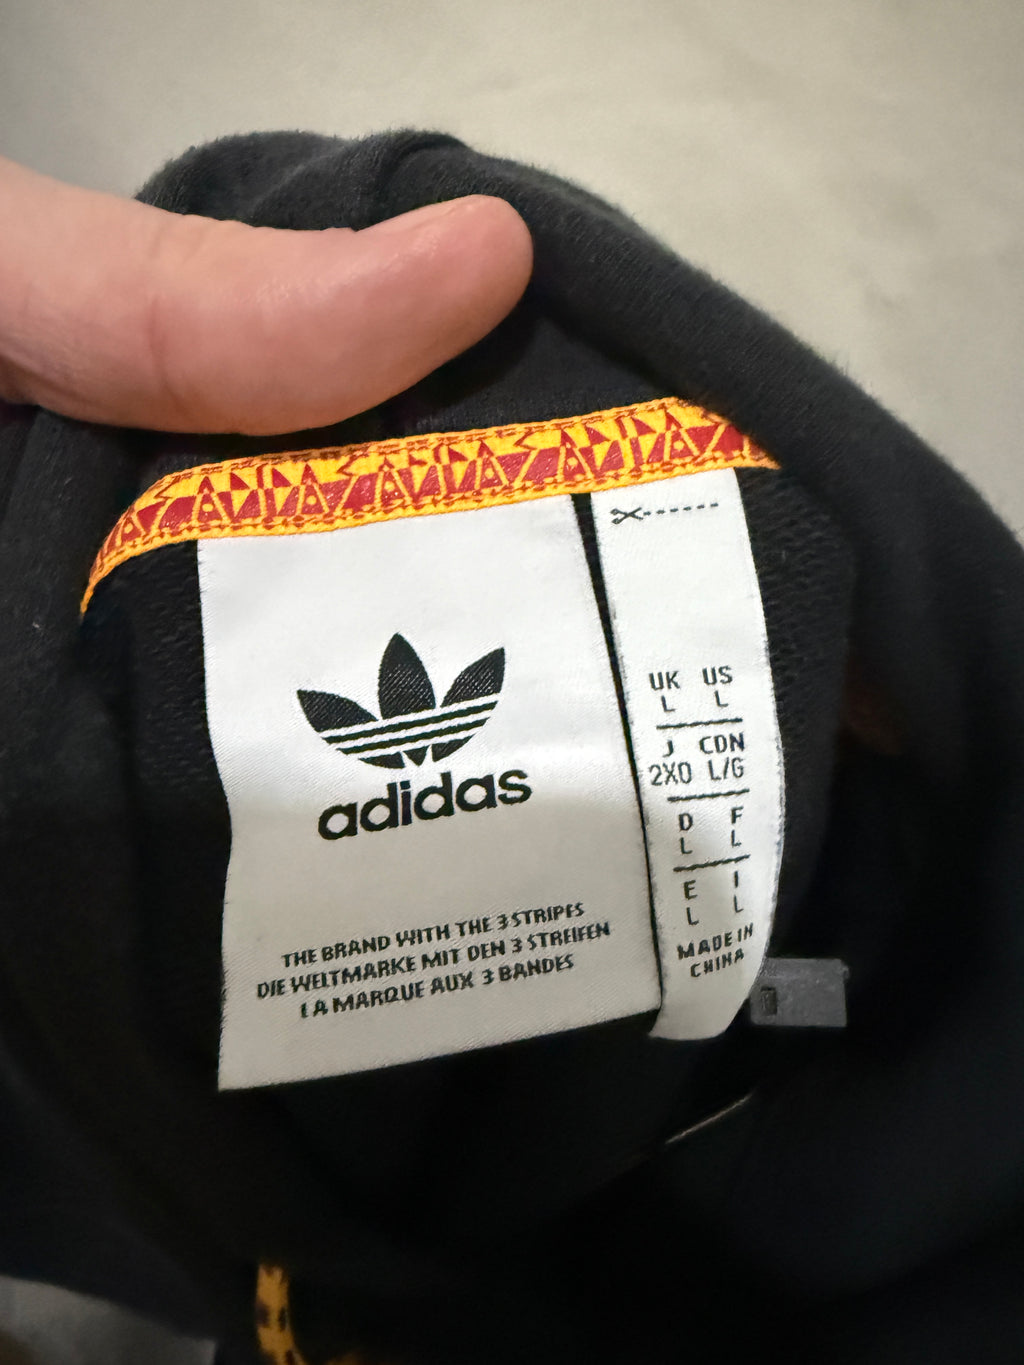 adidas
THE BRAND WITH THE 3 STRIPES
DIE WELTMARKE MIT DEN 3 STREIFEN
LA MARQUE AUX 3 BANDES
UK US
L L
J CDN
2XO L/G
D F
L L
E I
L L
MADE IN
CHINA